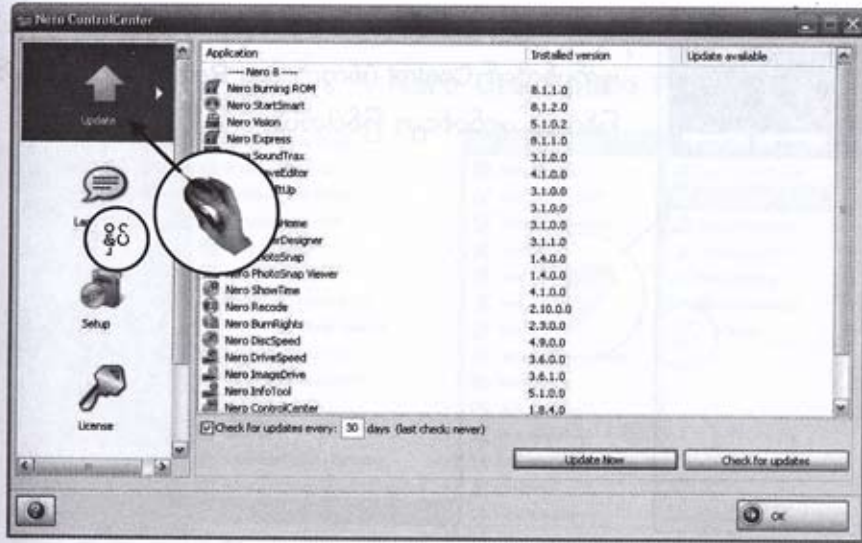 Nero ControlCenter
Update
Setup
License
Application Installed version Update available
---- Nero 8 ----
Nero Burning ROM 8.1.1.0
Nero StartSmart 8.1.2.0
Nero Vision 5.1.0.2
Nero Express 8.1.1.0
SoundTrax 3.1.0.0
4.1.0.0
3.1.0.0
3.1.0.0
Home 3.1.0.0
Designer 3.1.1.0
PhotoSnap 1.4.0.0
Nero PhotoSnap Viewer 1.4.0.0
Nero ShowTime 4.1.0.0
Nero Recode 2.10.0.0
Nero BurnRights 2.3.0.0
Nero DiscSpeed 4.9.0.0
Nero DriveSpeed 3.6.0.0
Nero ImageDrive 3.6.1.0
Nero InfoTool 5.1.0.0
Nero ControlCenter 1.8.4.0
Check for updates every: 30 days (last check: never)
Update Now Check for updates
OK